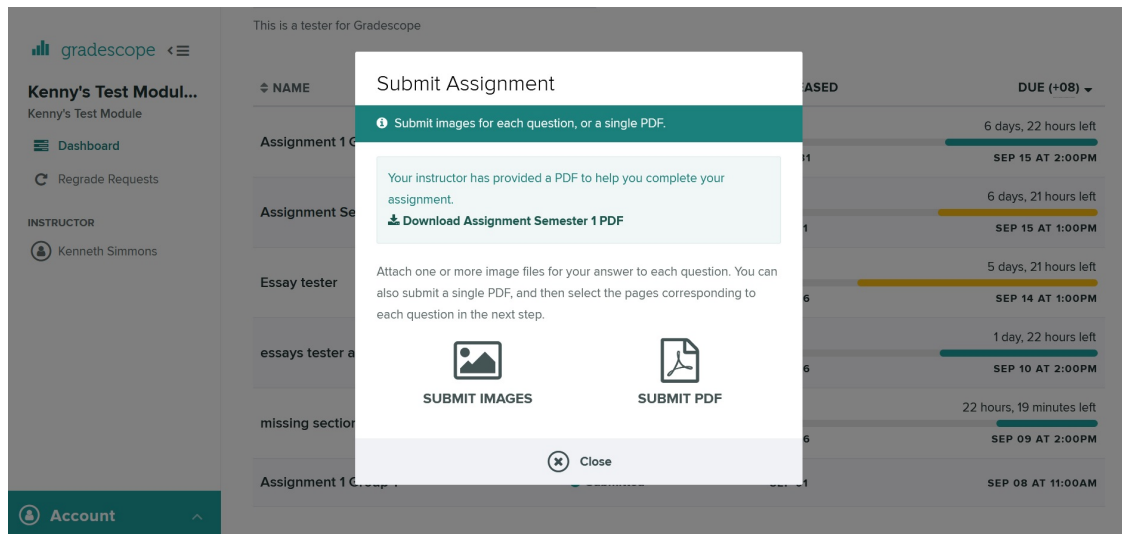 This is a tester for Gradescope
gradescope
Kenny's Test Modul...
Kenny's Test Module
Dashboard
Regrade Requests
INSTRUCTOR
Kenneth Simmons
Account
NAME
DUE (+08)
Assignment 1 G
6 days, 22 hours left
SEP 15 AT 2:00PM
Assignment Se
6 days, 21 hours left
SEP 15 AT 1:00PM
Essay tester
5 days, 21 hours left
SEP 14 AT 1:00PM
essays tester a
1 day, 22 hours left
SEP 10 AT 2:00PM
missing section
22 hours, 19 minutes left
SEP 09 AT 2:00PM
Assignment 1
SEP 08 AT 11:00AM
Submit Assignment
Submit images for each question, or a single PDF.
Your instructor has provided a PDF to help you complete your
assignment.
Download Assignment Semester 1 PDF
Attach one or more image files for your answer to each question. You can
also submit a single PDF, and then select the pages corresponding to
each question in the next step.
SUBMIT IMAGES
SUBMIT PDF
Close